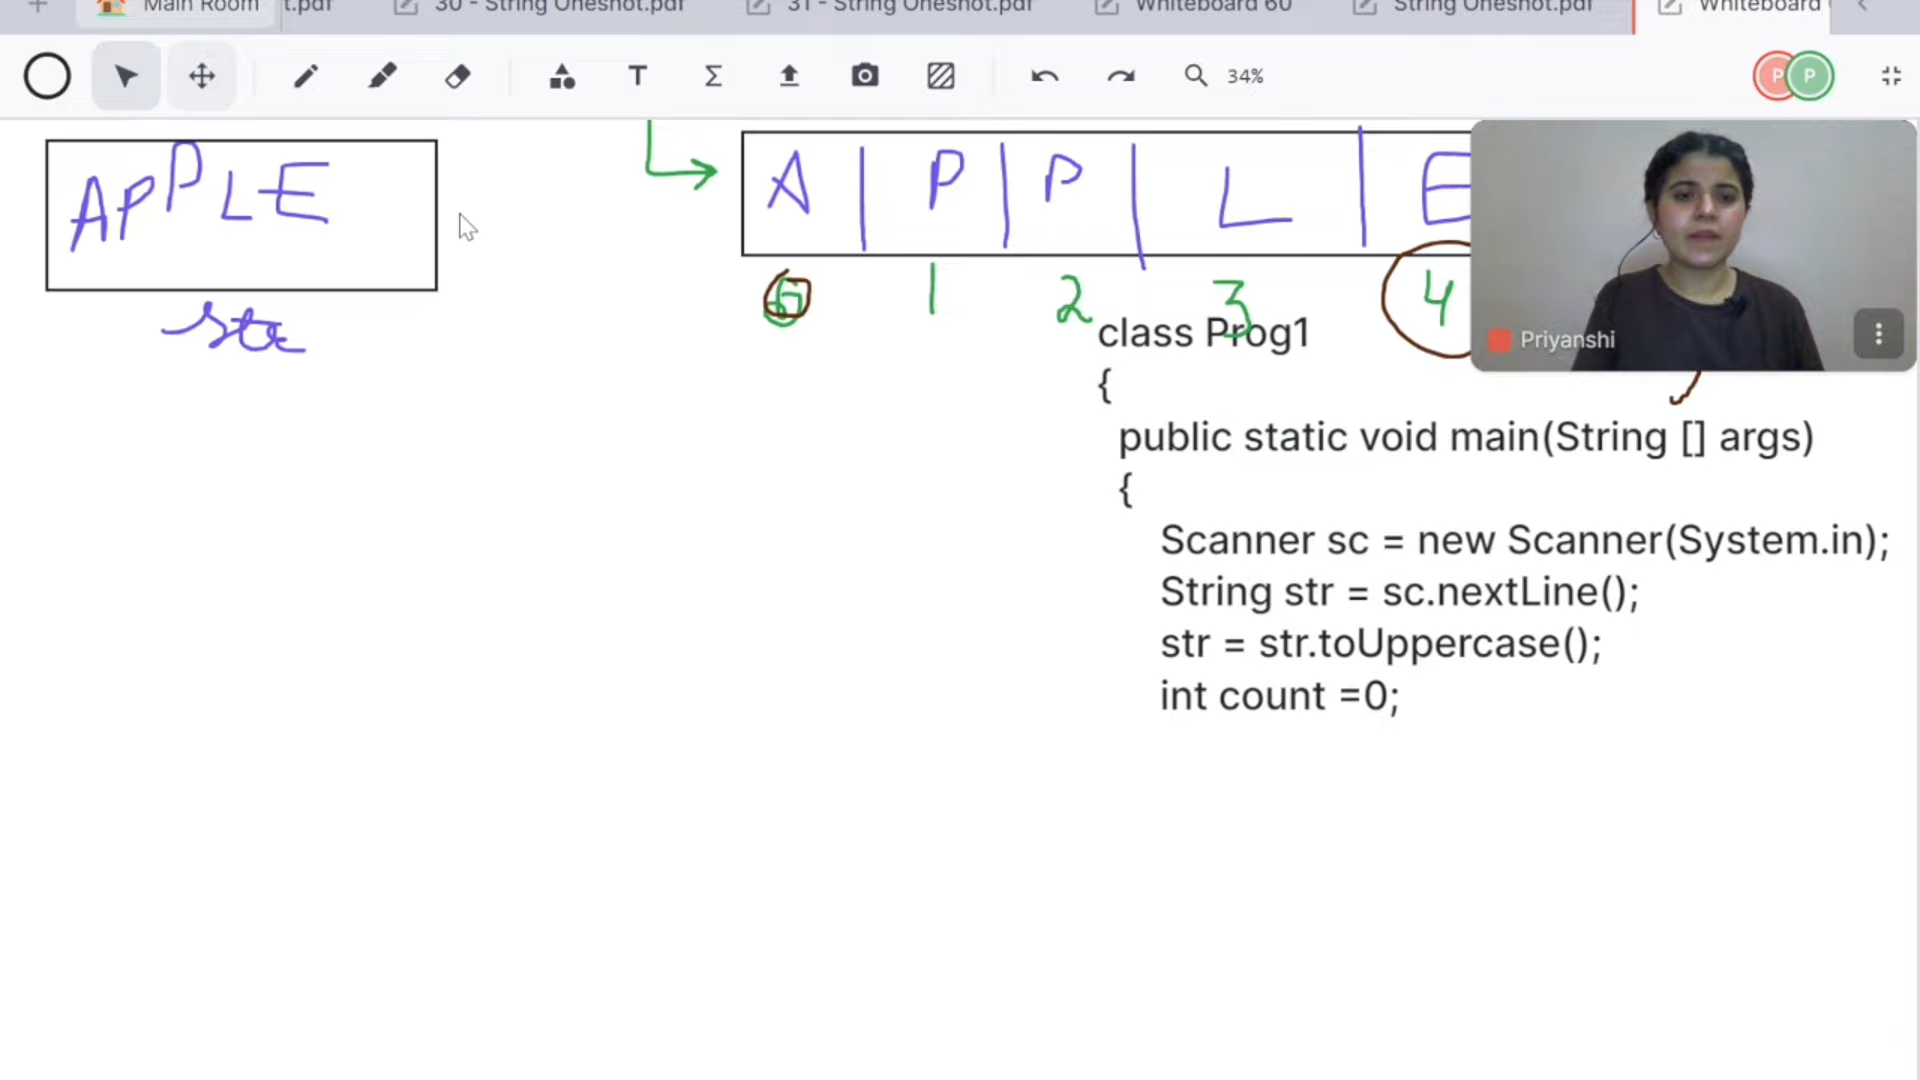 Main Room
t.pdf
30 - String Oneshot.pdf
31 - String Oneshot.pdf
Whiteboard 60
String Oneshot.pdf
Whiteboard
T
Σ
34%
P P
APPLE
str
A P P L E
0 1 2 3 4
Priyanshi
class Prog1
{
public static void main(String [] args)
{
Scanner sc = new Scanner(System.in);
String str = sc.nextLine();
str = str.toUppercase();
int count =0;